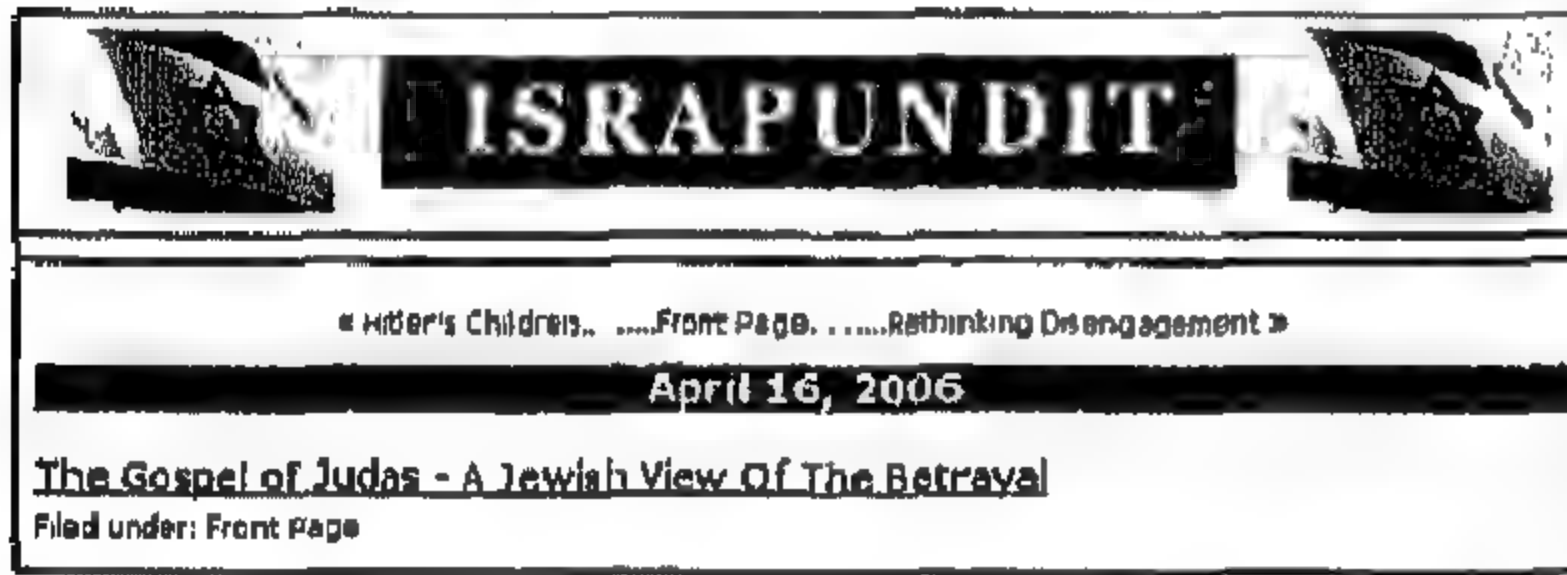 ISRAPUNDIT
« Hitler's Children.. .....Front Page. ......Rethinking Disengagement »
April 16, 2006
The Gospel of Judas - A Jewish View Of The Betrayal
Filed under: Front Page